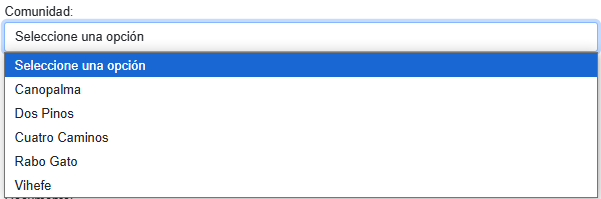 Comunidad:
Seleccione una opción
Seleccione una opción
Canopalma
Dos Pinos
Cuatro Caminos
Rabo Gato
Vihefe